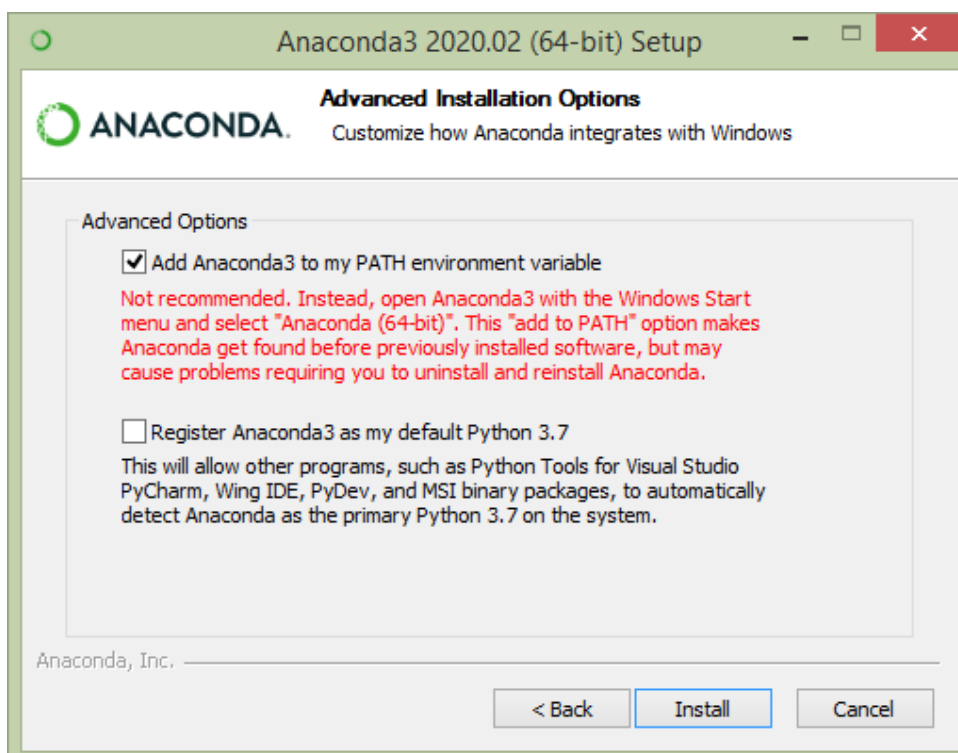 Anaconda3 2020.02 (64-bit) Setup
ANACONDA.
Advanced Installation Options
Customize how Anaconda integrates with Windows
Advanced Options
Add Anaconda3 to my PATH environment variable
Not recommended. Instead, open Anaconda3 with the Windows Start
menu and select "Anaconda (64-bit)". This "add to PATH" option makes
Anaconda get found before previously installed software, but may
cause problems requiring you to uninstall and reinstall Anaconda.
Register Anaconda3 as my default Python 3.7
This will allow other programs, such as Python Tools for Visual Studio
PyCharm, Wing IDE, PyDev, and MSI binary packages, to automatically
detect Anaconda as the primary Python 3.7 on the system.
Anaconda, Inc.
< Back Install Cancel